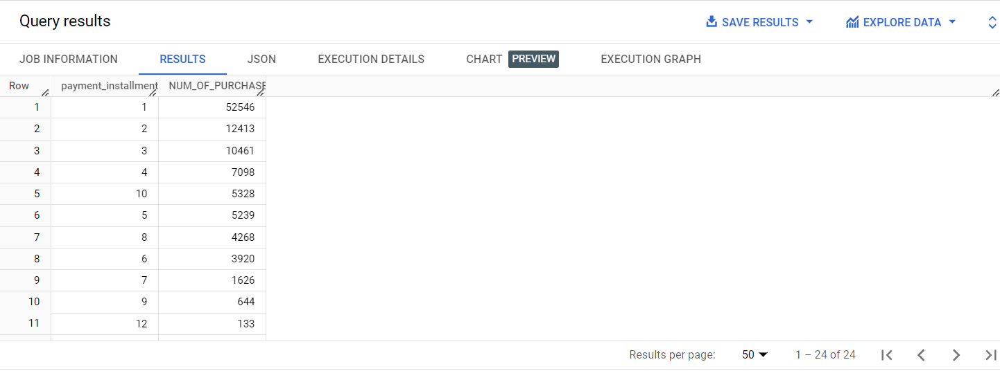 Query results
SAVE RESULTS
EXPLORE DATA
JOB INFORMATION RESULTS JSON EXECUTION DETAILS CHART PREVIEW EXECUTION GRAPH
Row payment_installment NUM_OF_PURCHASE
1 1 52546
2 2 12413
3 3 10461
4 4 7098
5 10 5328
6 5 5239
7 8 4268
8 6 3920
9 7 1626
10 9 644
11 12 133
Results per page: 50 1 – 24 of 24